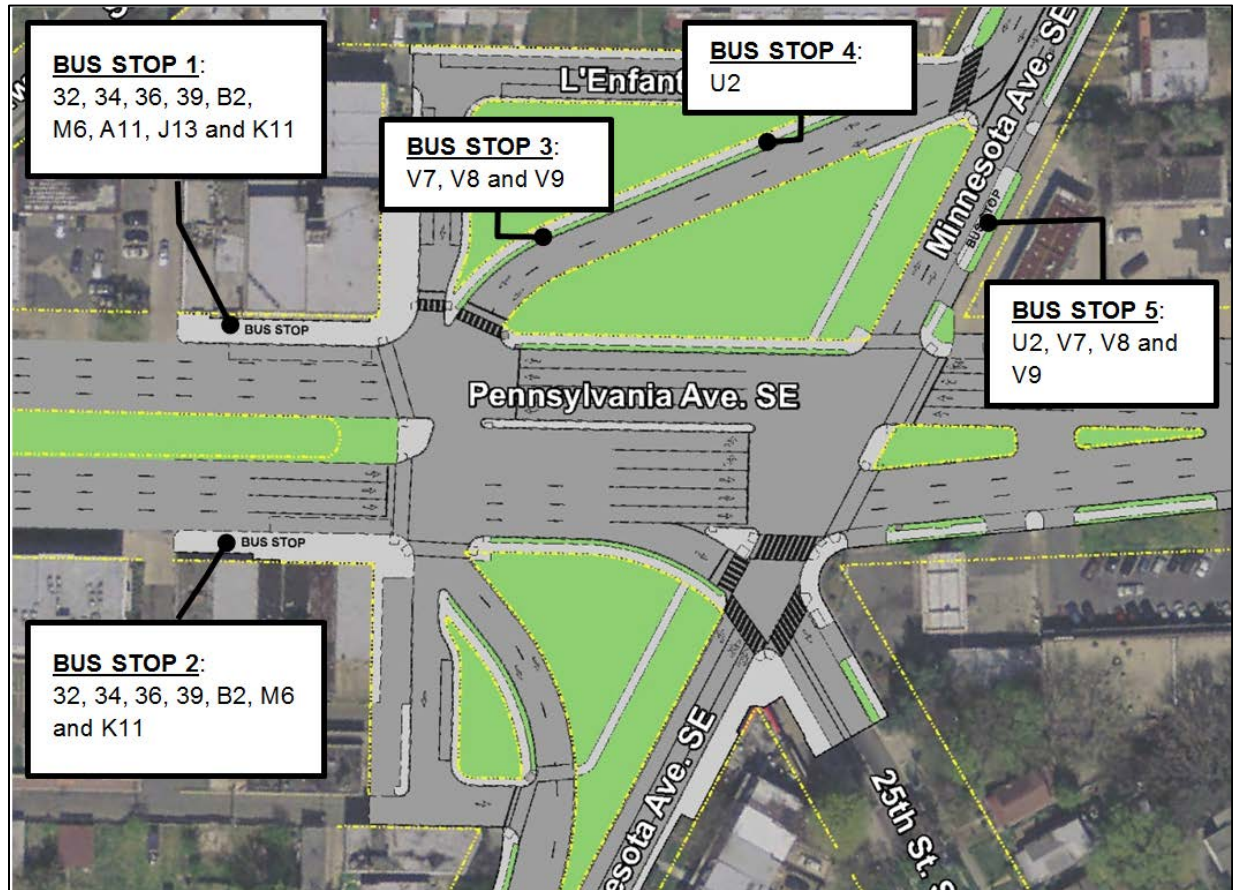 BUS STOP 1:
32, 34, 36, 39, B2,
M6, A11, J13 and K11
BUS STOP 4:
U2
L'Enfant
Minnesota Ave. SE
BUS STOP 3:
V7, V8 and V9
BUS STOP
BUS STOP 5:
U2, V7, V8 and
V9
BUS STOP
Pennsylvania Ave. SE
BUS STOP
BUS STOP 2:
32, 34, 36, 39, B2, M6
and K11
nesota Ave. SE
25th St. S